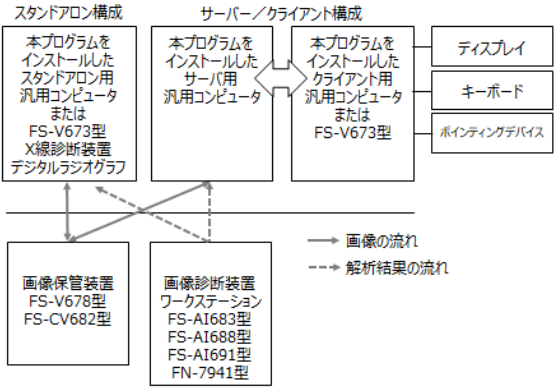 スタンドアロン構成
サーバー／クライアント構成
本プログラムを
インストールした
スタンドアロン用
汎用コンピュータ
または
FS-V673型
X線診断装置
デジタルラジオグラフ
本プログラムを
インストールした
サーバ用
汎用コンピュータ
本プログラムを
インストールした
クライアント用
汎用コンピュータ
または
FS-V673型
ディスプレイ
キーボード
ポインティングデバイス
画像保管装置
FS-V678型
FS-CV682型
画像診断装置
ワークステーション
FS-AI683型
FS-AI688型
FS-AI691型
FN-7941型
画像の流れ
解析結果の流れ